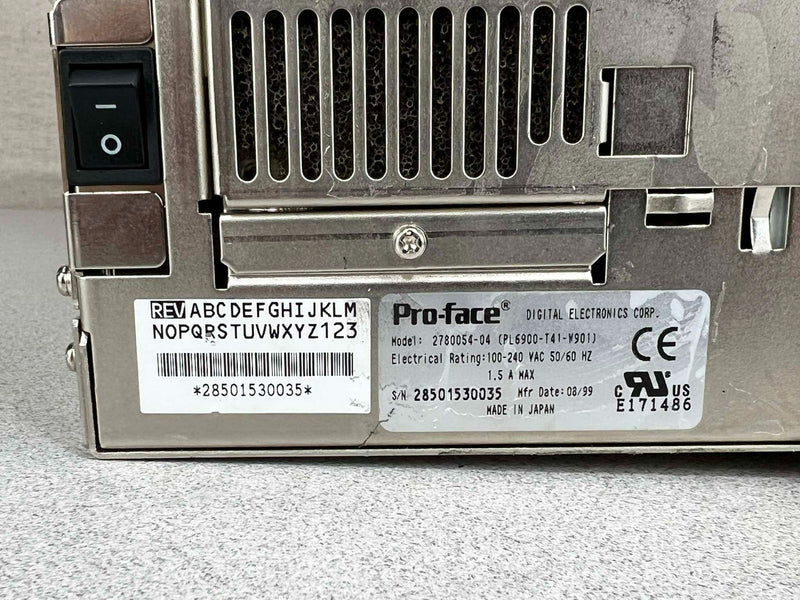 REV ABCDEFGHIJKLM
NOPQRSTUVWXYZ123
*28501530035*
Pro-face® DIGITAL ELECTRONICS CORP.
Model: 2780054-04 (PL6900-T41-W901)
Electrical Rating:100-240 VAC 50/60 HZ
1.5 A MAX
S/N 28501530035 Mfr Date:08/99
MADE IN JAPAN
CE
C RU US
E171486